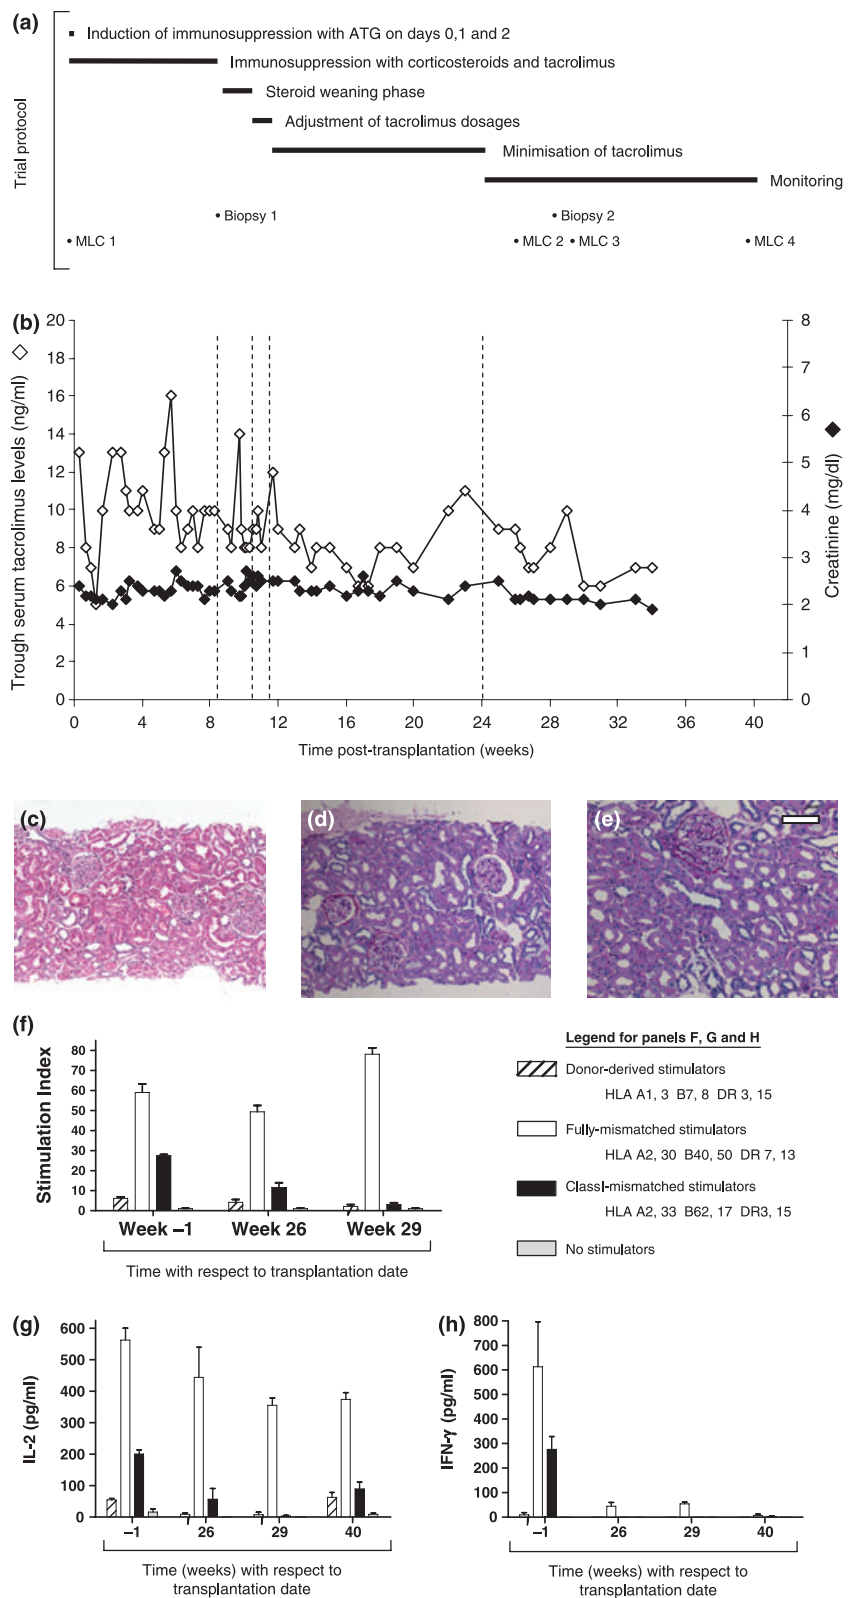 (a)
Trial protocol
Induction of immunosuppression with ATG on days 0,1 and 2
Immunosuppression with corticosteroids and tacrolimus
Steroid weaning phase
Adjustment of tacrolimus dosages
Minimisation of tacrolimus
Monitoring
Biopsy 1
Biopsy 2
MLC 1
MLC 2
MLC 3
MLC 4
(b)
Trough serum tacrolimus levels (ng/ml)
20
18
16
14
12
10
8
6
4
2
0
8
7
6
5
4
3
2
1
0
Creatinine (mg/dl)
0 4 8 12 16 20 24 28 32 36 40
Time post-transplantation (weeks)
(c)
(d)
(e)
(f)
Stimulation Index
80
70
60
50
40
30
20
10
0
Week –1 Week 26 Week 29
Time with respect to transplantation date
Legend for panels F, G and H
Donor-derived stimulators
HLA A1, 3 B7, 8 DR 3, 15
Fully-mismatched stimulators
HLA A2, 30 B40, 50 DR 7, 13
ClassI-mismatched stimulators
HLA A2, 33 B62, 17 DR3, 15
No stimulators
(g)
IL-2 (pg/ml)
600
500
400
300
200
100
0
–1 26 29 40
Time (weeks) with respect to
transplantation date
(h)
IFN-γ (pg/ml)
800
700
600
500
400
300
200
100
0
–1 26 29 40
Time (weeks) with respect to
transplantation date